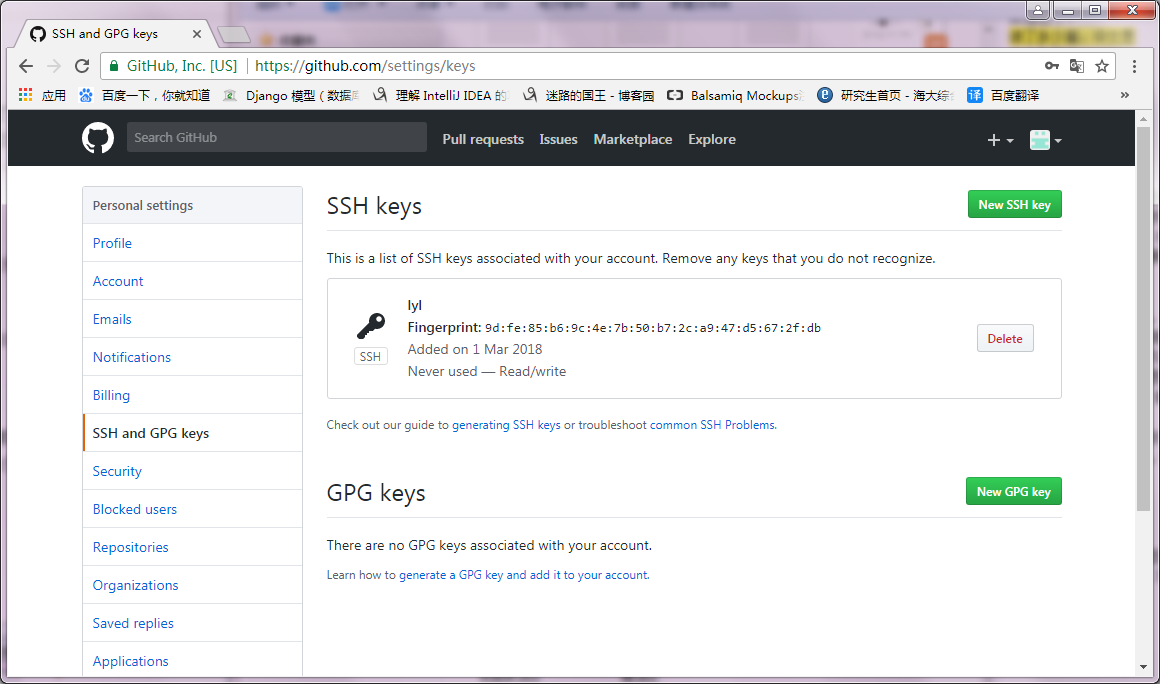 SSH and GPG keys
GitHub, Inc. [US] https://github.com/settings/keys
应用 百度一下，你就知道 Django 模型（数据库 理解 IntelliJ IDEA 的 迷路的国王 - 博客园 Balsamiq Mockups 研究生首页 - 海大综合 译 百度翻译 »
Search GitHub Pull requests Issues Marketplace Explore
Personal settings
Profile
Account
Emails
Notifications
Billing
SSH and GPG keys
Security
Blocked users
Repositories
Organizations
Saved replies
Applications
SSH keys
New SSH key
This is a list of SSH keys associated with your account. Remove any keys that you do not recognize.
SSH
lyl
Fingerprint: 9d:fe:85:b6:9c:4e:7b:50:b7:2c:a9:47:d5:67:2f:db
Added on 1 Mar 2018
Never used — Read/write
Delete
Check out our guide to generating SSH keys or troubleshoot common SSH Problems.
GPG keys
New GPG key
There are no GPG keys associated with your account.
Learn how to generate a GPG key and add it to your account.